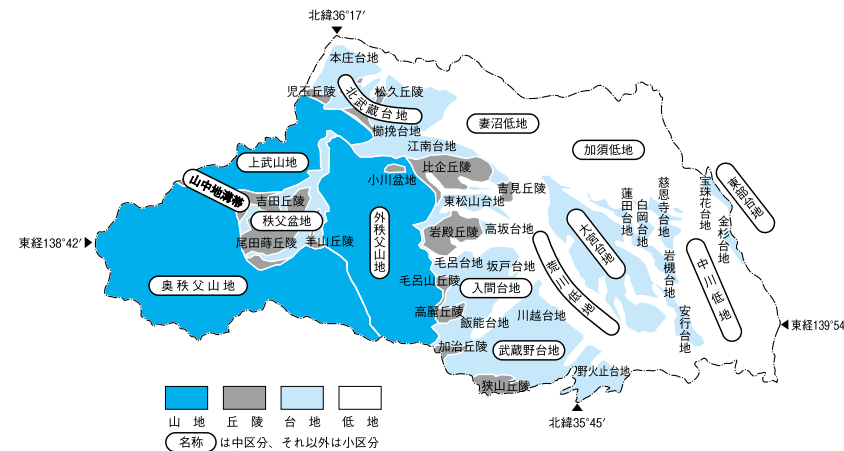 北緯36°17′
本庄台地
児玉丘陵
松久丘陵
北武蔵台地
櫛挽台地
妻沼低地
江南台地
加須低地
上武山地
小川盆地
比企丘陵
山中地溝帯
吉田丘陵
吉見丘陵
東松山台地
秩父盆地
外秩父山地
岩殿丘陵
高坂台地
尾田蒔丘陵
羊山丘陵
東経138°42′
奥秩父山地
毛呂台地
坂戸台地
毛呂山丘陵
入間台地
高麗丘陵
飯能台地
川越台地
荒川低地
大宮台地
蓮田台地
白岡台地
慈恩寺台地
岩槻台地
宝珠花台地
金杉台地
東部台地
中川低地
安行台地
東経139°54
加治丘陵
武蔵野台地
狭山丘陵
野火止台地
北緯35°45′
山地
丘陵
台地
低地
名称は中区分、それ以外は小区分